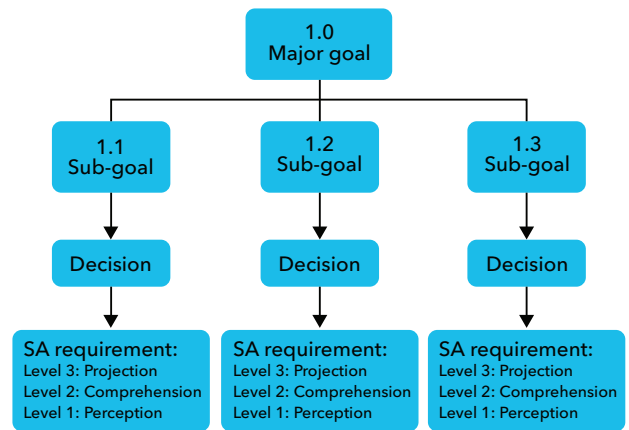 1.0
Major goal
1.1
Sub-goal
1.2
Sub-goal
1.3
Sub-goal
Decision
Decision
Decision
SA requirement:
Level 3: Projection
Level 2: Comprehension
Level 1: Perception
SA requirement:
Level 3: Projection
Level 2: Comprehension
Level 1: Perception
SA requirement:
Level 3: Projection
Level 2: Comprehension
Level 1: Perception